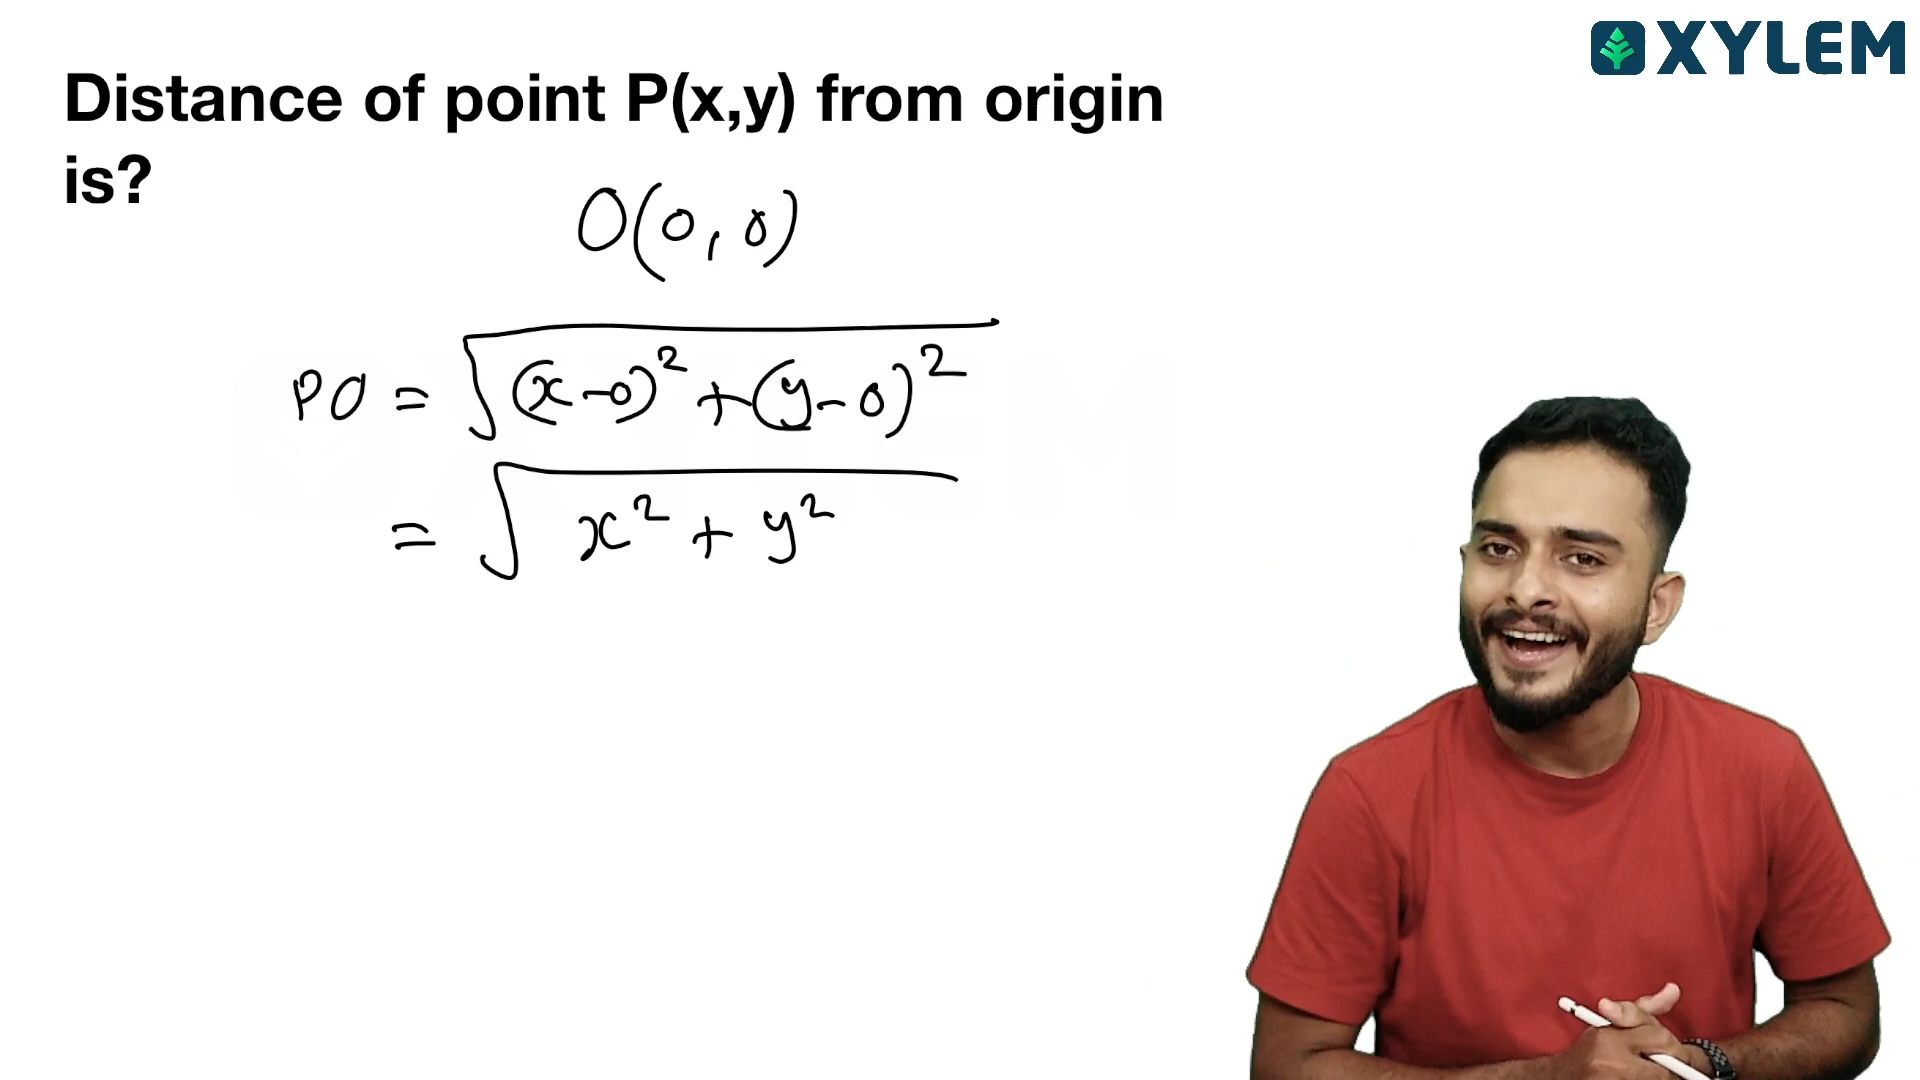 XYLEM
Distance of point P(x,y) from origin
is?
O(0,0)
PO = √(x-0)² + (y-0)²
= √x² + y²